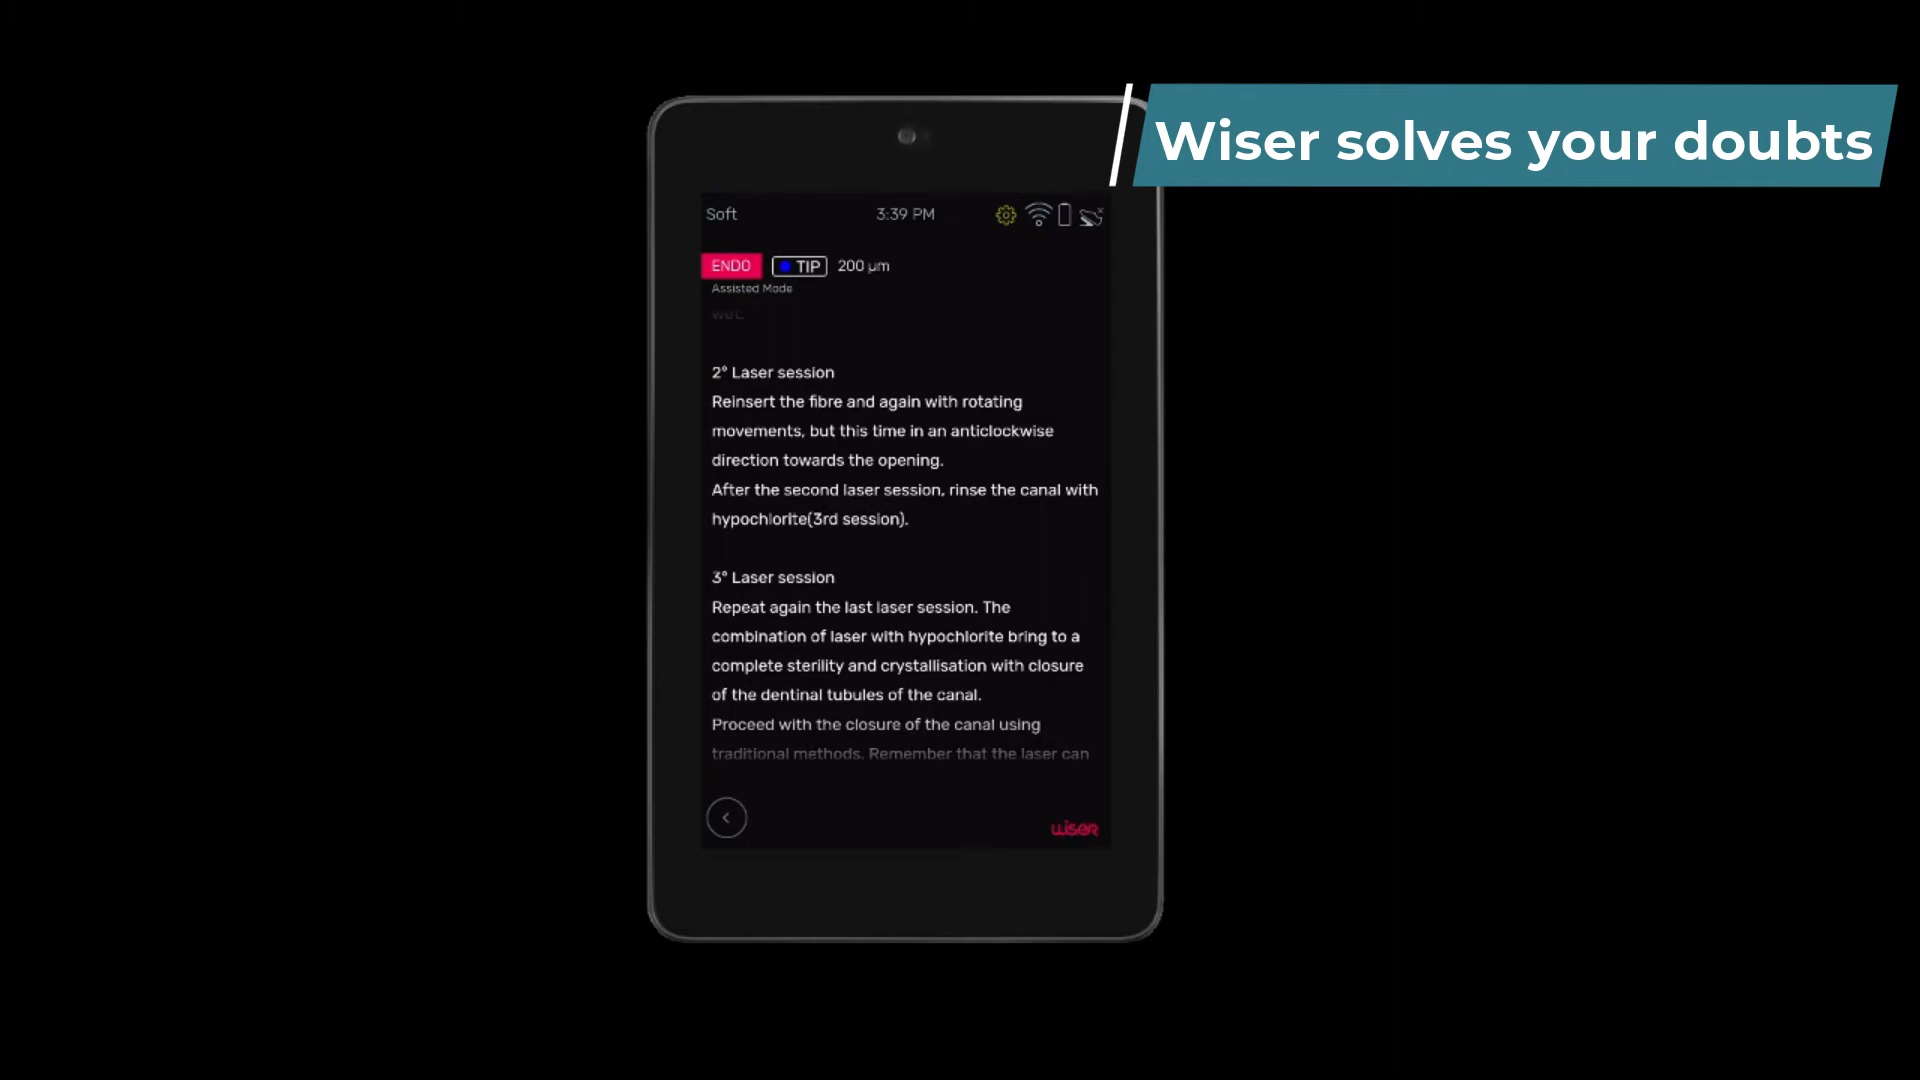 Wiser solves your doubts
Soft 3:39 PM
ENDO TIP 200 µm
Assisted Mode
wet.
2° Laser session
Reinsert the fibre and again with rotating
movements, but this time in an anticlockwise
direction towards the opening.
After the second laser session, rinse the canal with
hypochlorite(3rd session).
3° Laser session
Repeat again the last laser session. The
combination of laser with hypochlorite bring to a
complete sterility and crystallisation with closure
of the dentinal tubules of the canal.
Proceed with the closure of the canal using
traditional methods. Remember that the laser can
wiser